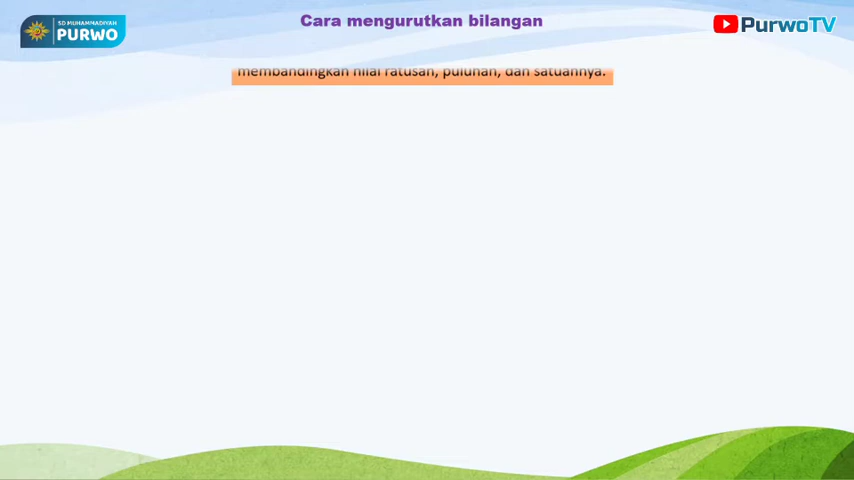 Cara mengurutkan bilangan
SD MUHAMMADIYAH
PURWO
PurwoTV
membandingkan nilai ratusan, puluhan, dan satuannya.